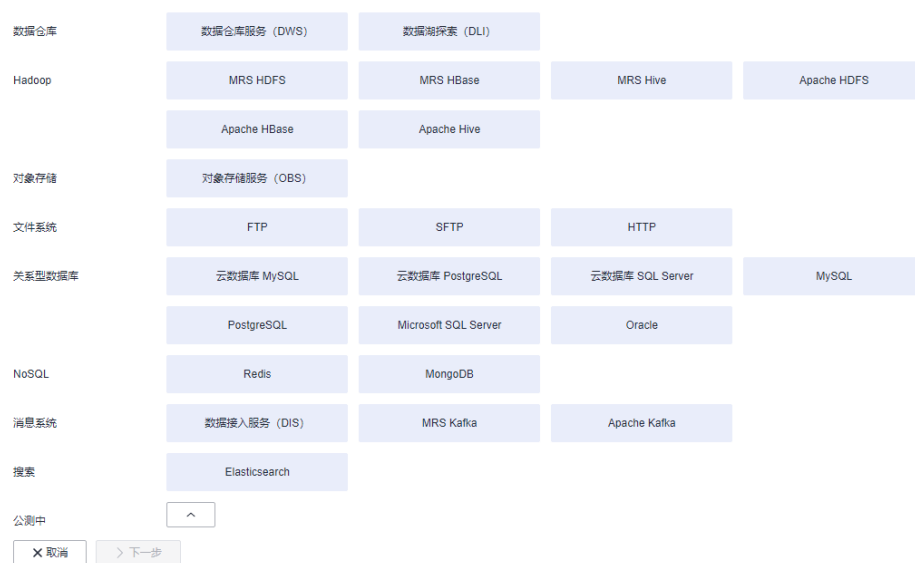 数据仓库 数据仓库服务（DWS） 数据湖探索（DLI）
Hadoop MRS HDFS MRS HBase MRS Hive Apache HDFS
Apache HBase Apache Hive
对象存储 对象存储服务（OBS）
文件系统 FTP SFTP HTTP
关系型数据库 云数据库 MySQL 云数据库 PostgreSQL 云数据库 SQL Server MySQL
PostgreSQL Microsoft SQL Server Oracle
NoSQL Redis MongoDB
消息系统 数据接入服务（DIS） MRS Kafka Apache Kafka
搜索 Elasticsearch
公测中
取消 下一步